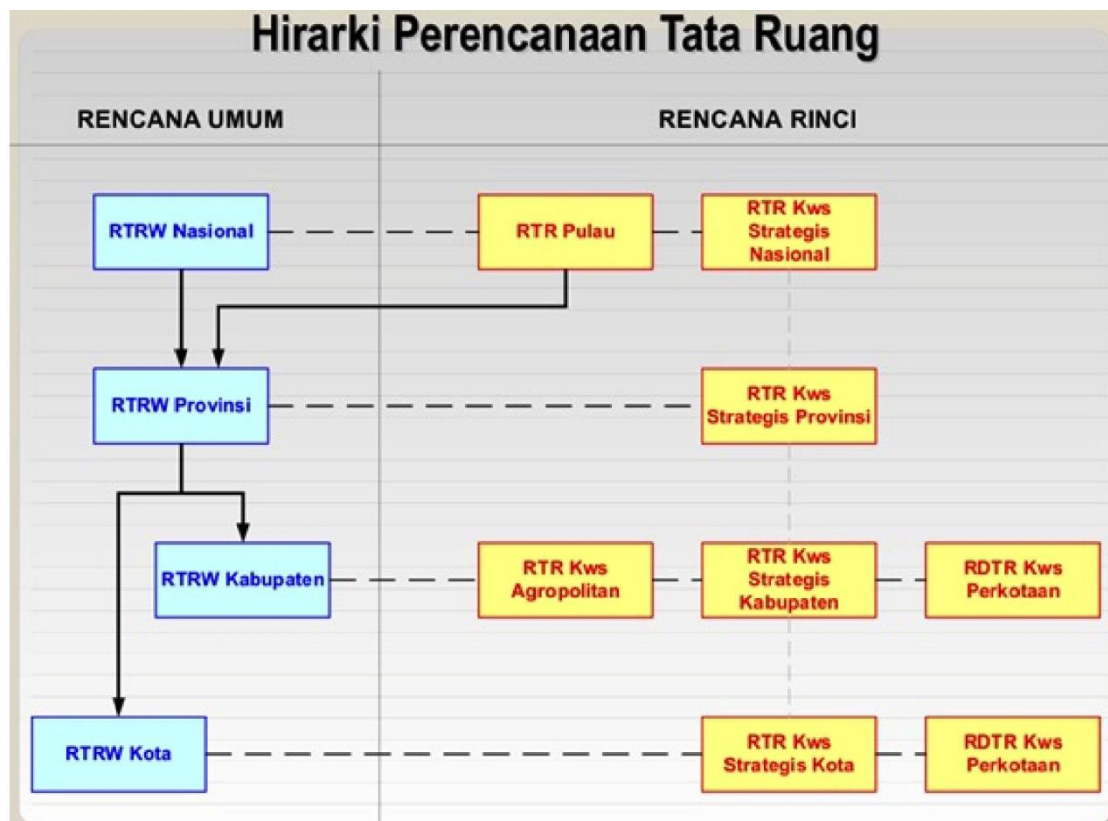 Hirarki Perencanaan Tata Ruang
RENCANA UMUM
RENCANA RINCI
RTRW Nasional
RTR Pulau
RTR Kws
Strategis
Nasional
RTRW Provinsi
RTR Kws
Strategis Provinsi
RTRW Kabupaten
RTR Kws
Agropolitan
RTR Kws
Strategis
Kabupaten
RDTR Kws
Perkotaan
RTRW Kota
RTR Kws
Strategis Kota
RDTR Kws
Perkotaan